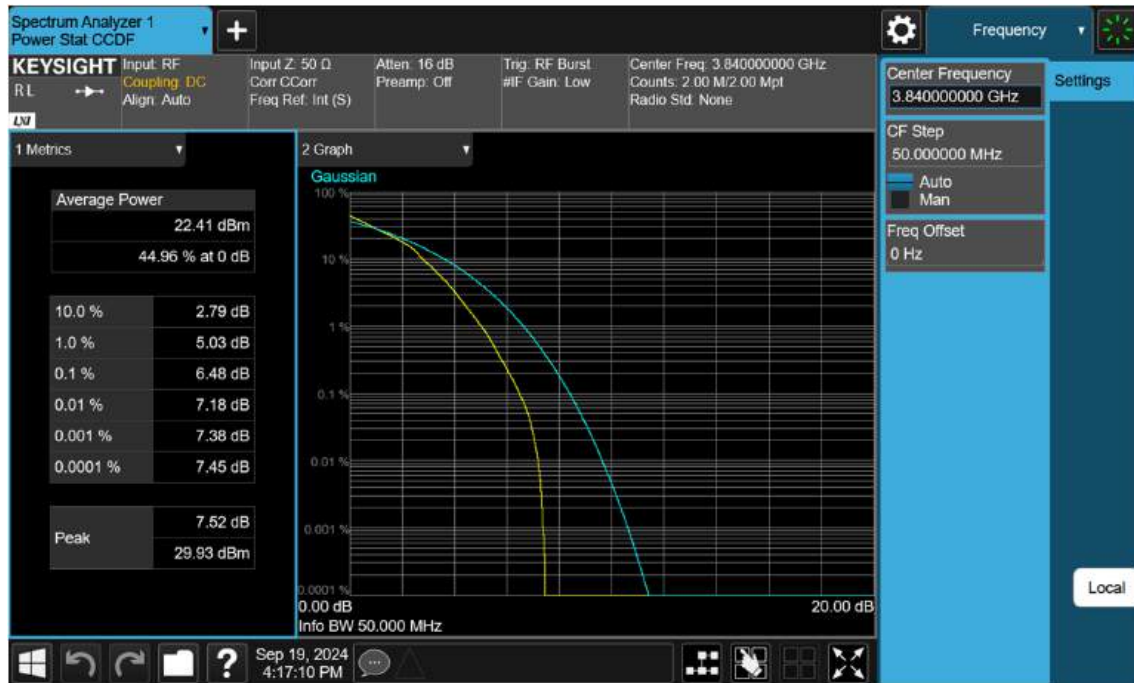 Spectrum Analyzer 1
Power Stat CCDF
Frequency
KEYSIGHT
R L
LXI
Input: RF
Coupling: DC
Align: Auto
Input Z: 50 Ω
Corr CCorr
Freq Ref: Int (S)
Atten: 16 dB
Preamp: Off
Trig: RF Burst
#IF Gain: Low
Center Freq: 3.840000000 GHz
Counts: 2.00 M/2.00 Mpt
Radio Std: None
Center Frequency
3.840000000 GHz
Settings
CF Step
50.000000 MHz
Auto
Man
Freq Offset
0 Hz
1 Metrics
Average Power
22.41 dBm
44.96 % at 0 dB
10.0 % 2.79 dB
1.0 % 5.03 dB
0.1 % 6.48 dB
0.01 % 7.18 dB
0.001 % 7.38 dB
0.0001 % 7.45 dB
Peak
7.52 dB
29.93 dBm
2 Graph
Gaussian
100 %
10 %
1 %
0.1 %
0.01 %
0.001 %
0.0001 %
0.00 dB 20.00 dB
Info BW 50.000 MHz
Local
?
Sep 19, 2024
4:17:10 PM